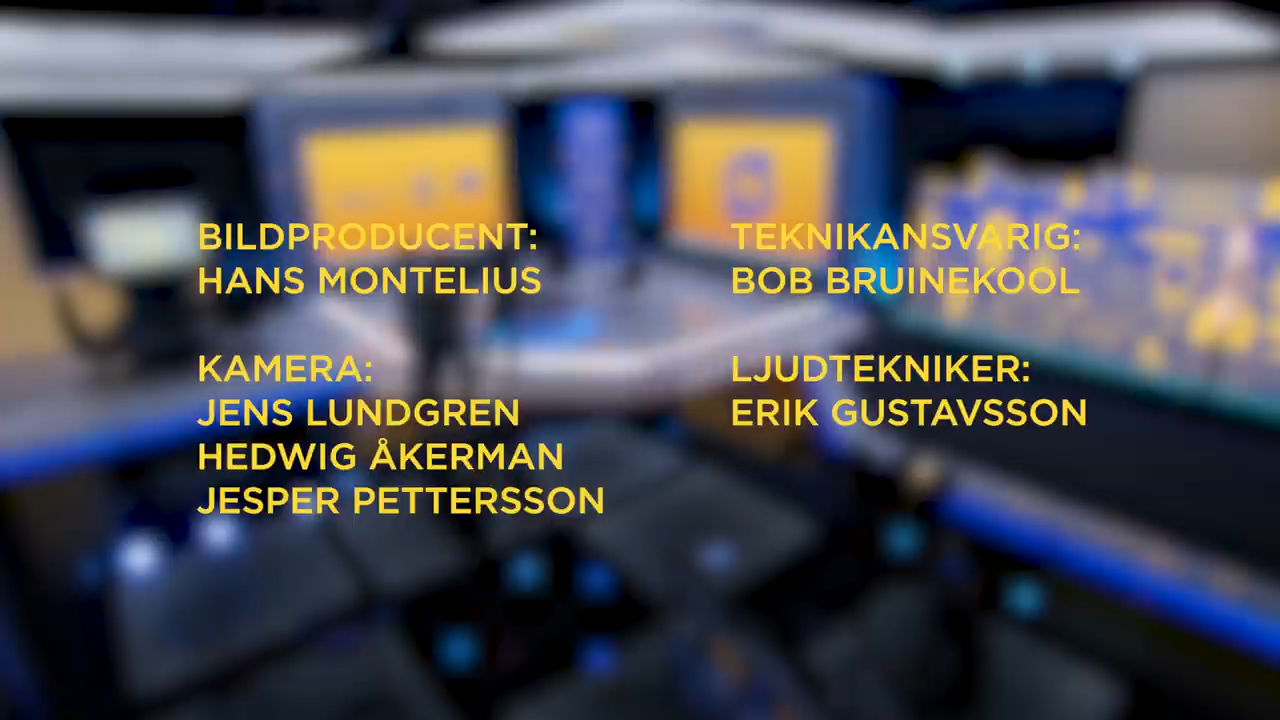 BILDPRODUCENT:
HANS MONTELIUS
KAMERA:
JENS LUNDGREN
HEDWIG ÅKERMAN
JESPER PETTERSSON
TEKNIKANSVARIG:
BOB BRUINEKOOL
LJUDTEKNIKER:
ERIK GUSTAVSSON